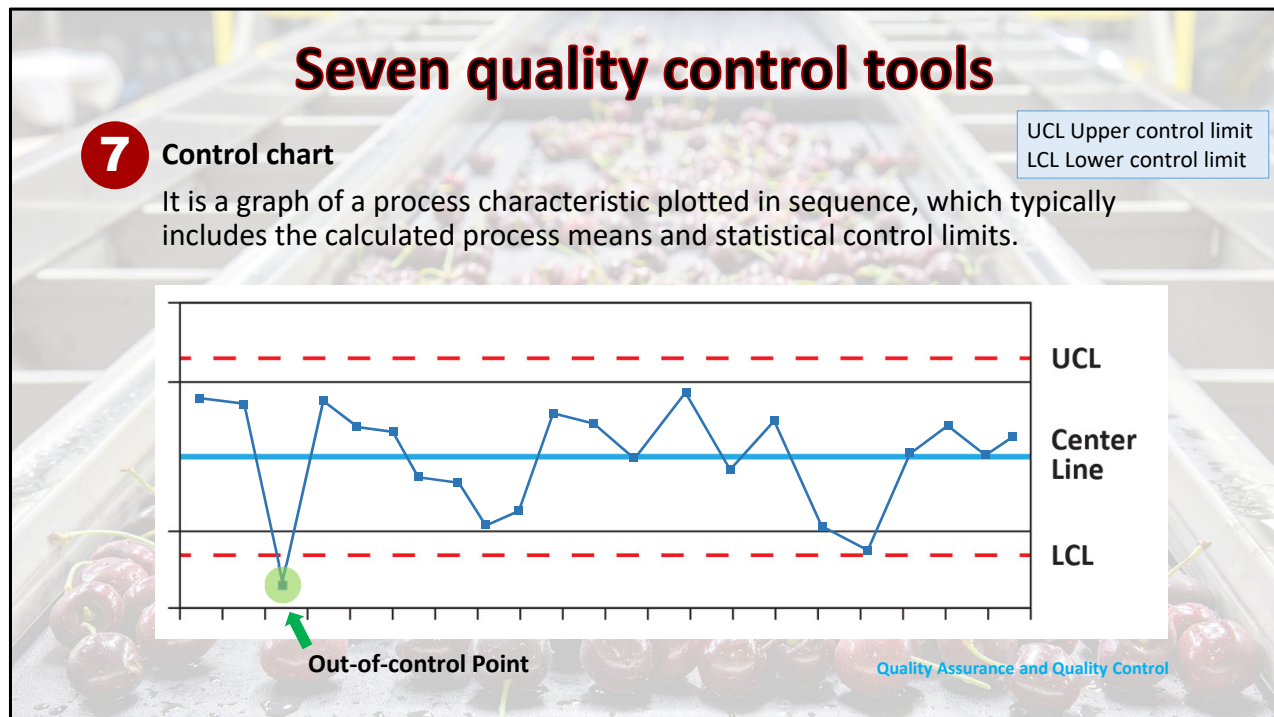 Seven quality control tools
UCL Upper control limit
LCL Lower control limit
7
Control chart
It is a graph of a process characteristic plotted in sequence, which typically
includes the calculated process means and statistical control limits.
UCL
Center
Line
LCL
Out-of-control Point
Quality Assurance and Quality Control